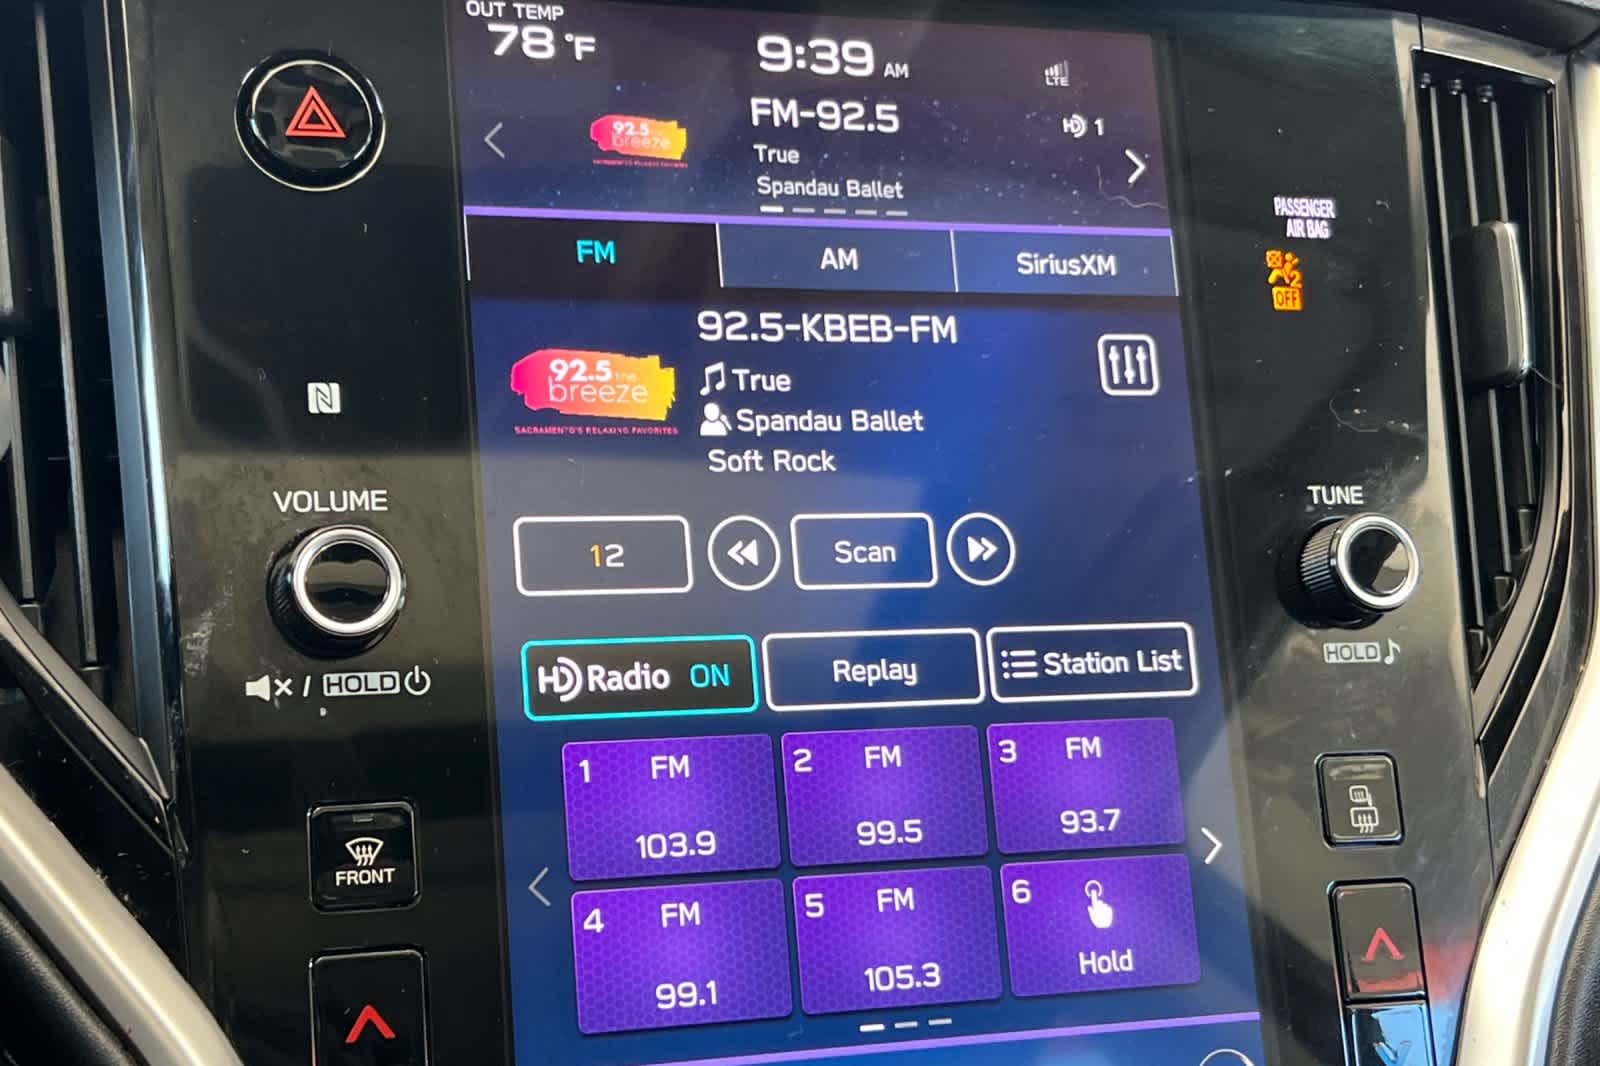 OUT TEMP
78 °F
9:39 AM
LTE
92.5
breeze
SACRAMENTO'S RELAXING FAVORITES
FM-92.5
HD 1
True
Spandau Ballet
FM
AM
SiriusXM
PASSENGER
AIR BAG
2
OFF
92.5-KBEB-FM
92.5 the
breeze
SACRAMENTO'S RELAXING FAVORITES
True
Spandau Ballet
Soft Rock
VOLUME
TUNE
12
Scan
HOLD
HD Radio ON
Replay
Station List
/ HOLD
1 FM
103.9
2 FM
99.5
3 FM
93.7
FRONT
4 FM
99.1
5 FM
105.3
6
Hold